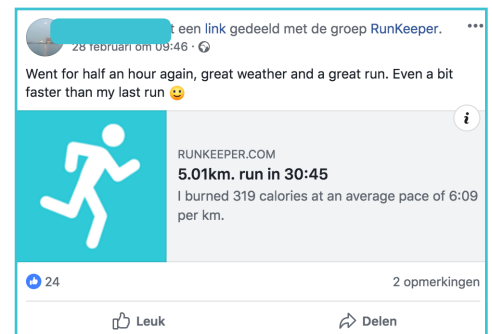 t een link gedeeld met de groep RunKeeper.
28 februari om 09:46
Went for half an hour again, great weather and a great run. Even a bit
faster than my last run
RUNKEEPER.COM
5.01km. run in 30:45
I burned 319 calories at an average pace of 6:09
per km.
24
2 opmerkingen
Leuk
Delen